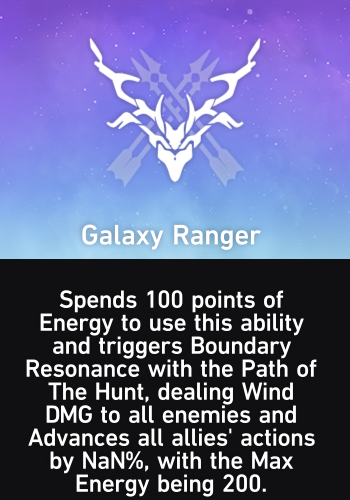 Galaxy Ranger
Spends 100 points of
Energy to use this ability
and triggers Boundary
Resonance with the Path of
The Hunt, dealing Wind
DMG to all enemies and
Advances all allies' actions
by NaN%, with the Max
Energy being 200.